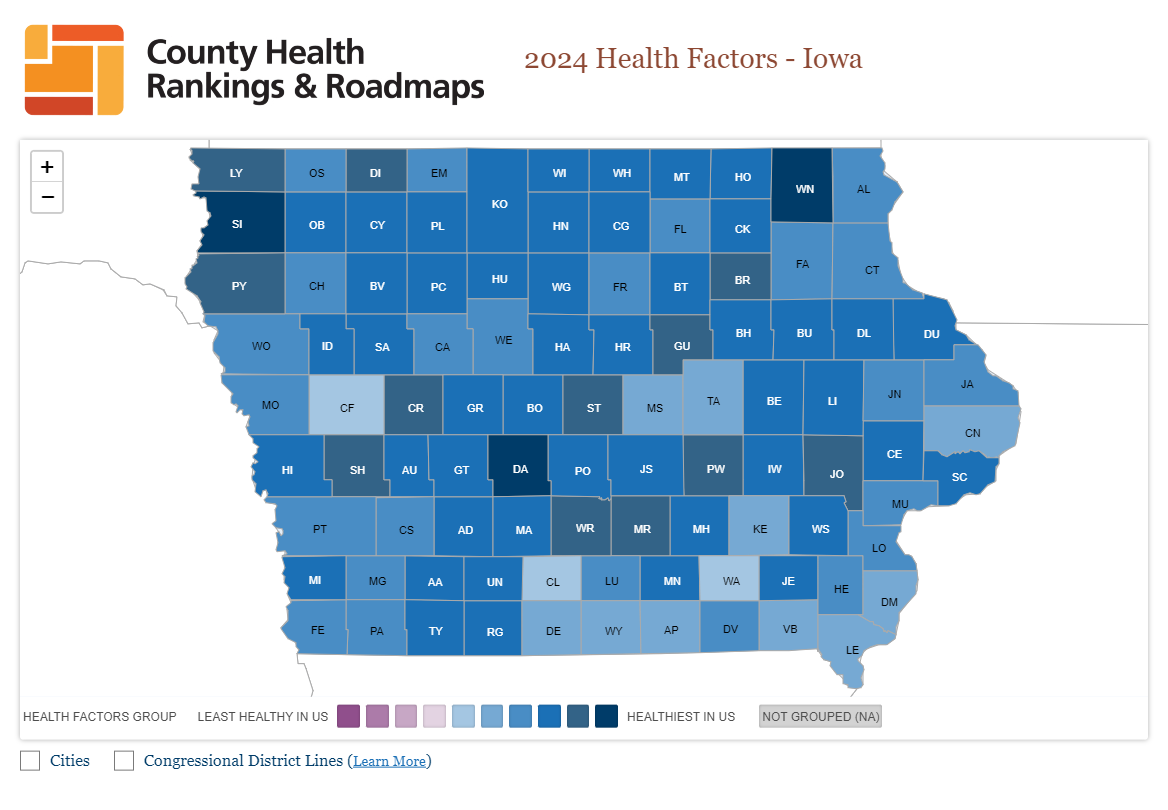 County Health
Rankings & Roadmaps
2024 Health Factors - Iowa
+
−
LY OS DI EM KO WI WH MT HO WN AL
SI OB CY PL HN CG FL CK
PY CH BV PC HU WG FR BT BR FA CT
WO ID SA CA WE HA HR GU BH BU DL DU
MO CF CR GR BO ST MS TA BE LI JN JA
CN
HI SH AU GT DA PO JS PW IW JO CE SC
PT CS AD MA WR MR MH KE WS MU
LO
MI MG AA UN CL LU MN WA JE HE DM
FE PA TY RG DE WY AP DV VB LE
HEALTH FACTORS GROUP LEAST HEALTHY IN US HEALTHIEST IN US NOT GROUPED (NA)
Cities Congressional District Lines (Learn More)